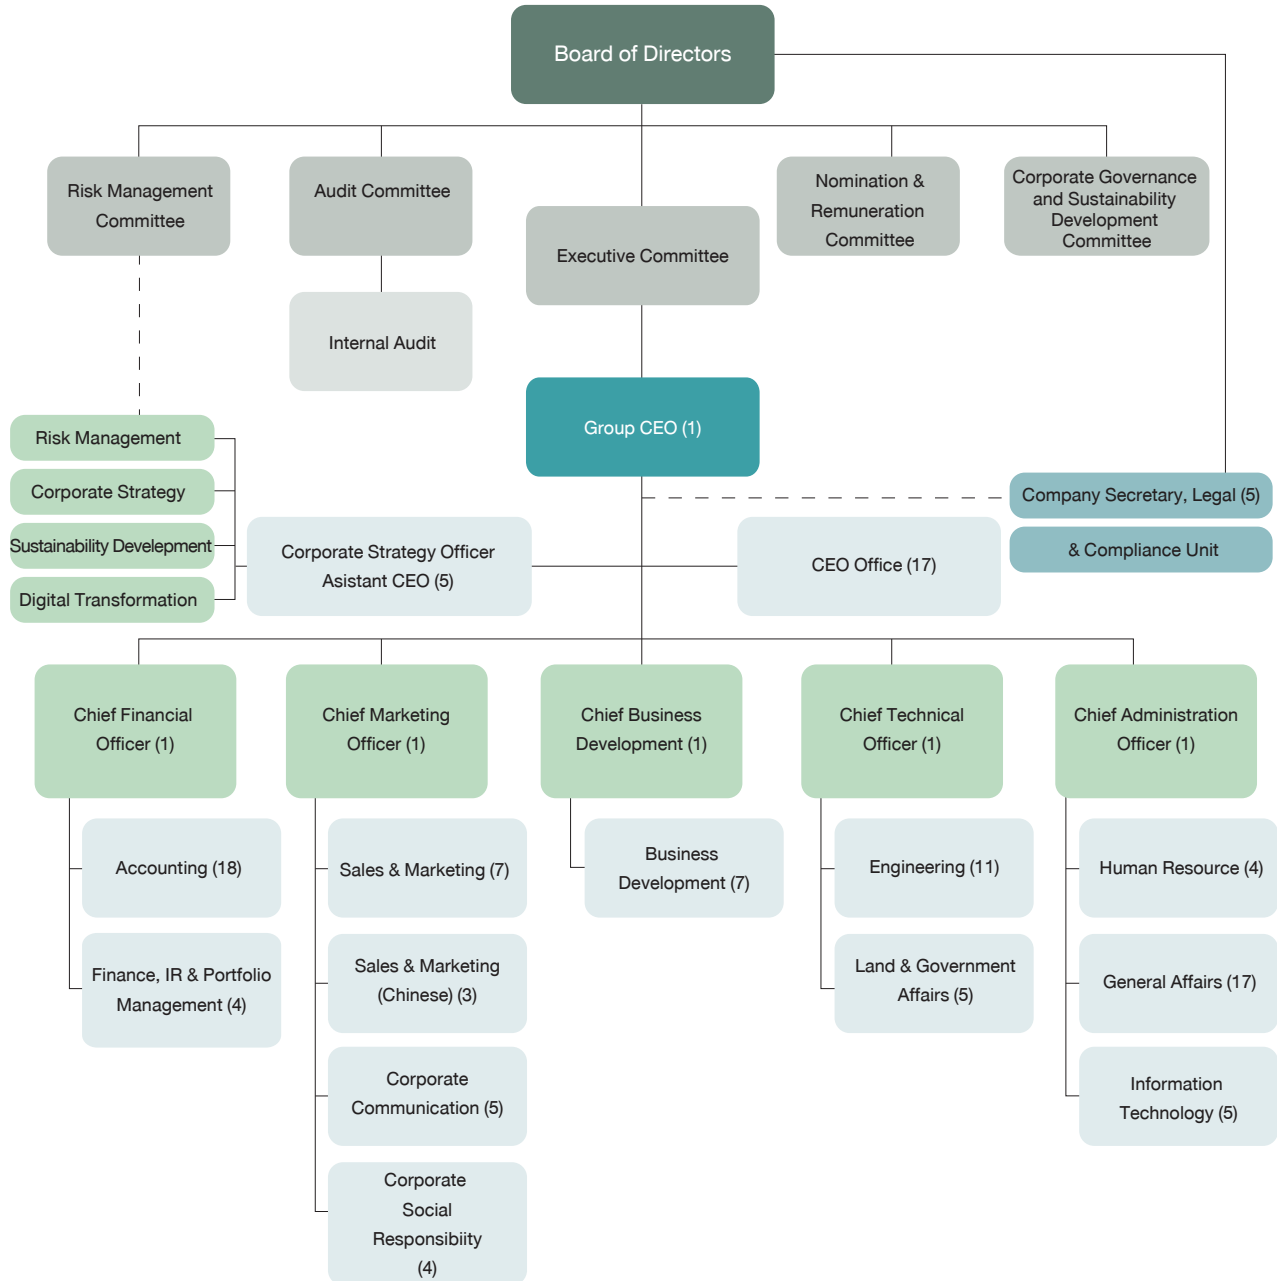 Board of Directors
Risk Management
Committee
Audit Committee
Executive Committee
Nomination &
Remuneration
Committee
Corporate Governance
and Sustainability
Development
Committee
Internal Audit
Group CEO (1)
Risk Management
Corporate Strategy
Sustainability Develepment
Digital Transformation
Corporate Strategy Officer
Asistant CEO (5)
CEO Office (17)
Company Secretary, Legal (5)
& Compliance Unit
Chief Financial
Officer (1)
Chief Marketing
Officer (1)
Chief Business
Development (1)
Chief Technical
Officer (1)
Chief Administration
Officer (1)
Accounting (18)
Finance, IR & Portfolio
Management (4)
Sales & Marketing (7)
Sales & Marketing
(Chinese) (3)
Corporate
Communication (5)
Corporate
Social
Responsibiity
(4)
Business
Development (7)
Engineering (11)
Land & Government
Affairs (5)
Human Resource (4)
General Affairs (17)
Information
Technology (5)